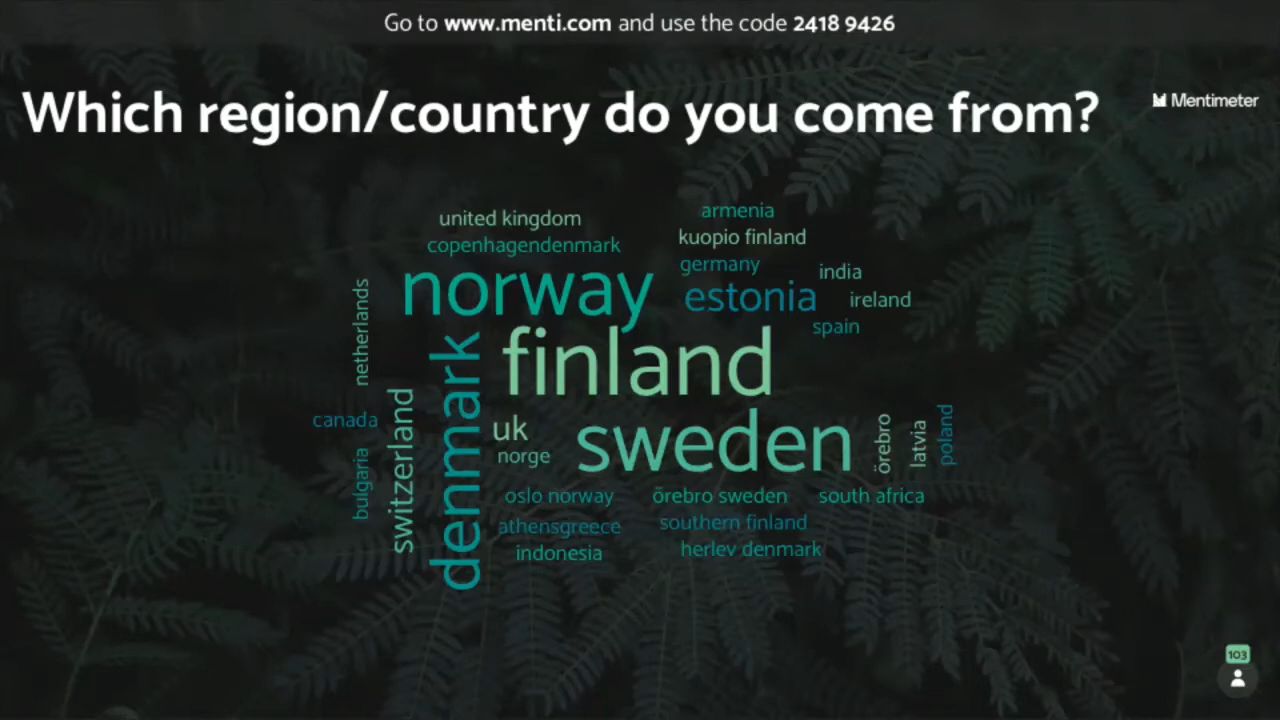 Go to www.menti.com and use the code 2418 9426
Which region/country do you come from?
Mentimeter
united kingdom
armenia
copenhagendenmark
kuopio finland
germany
india
norway
estonia
ireland
spain
netherlands
finland
denmark
switzerland
canada
uk
sweden
örebro
latvia
poland
norge
bulgaria
oslo norway
örebro sweden
south africa
athensgreece
southern finland
indonesia
herlev denmark
103